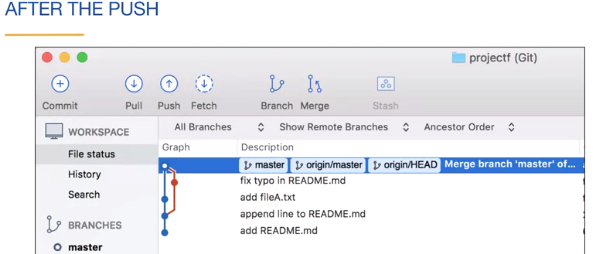 AFTER THE PUSH
projectf (Git)
Commit Pull Push Fetch Branch Merge Stash
WORKSPACE
File status
History
Search
BRANCHES
master
All Branches Show Remote Branches Ancestor Order
Graph Description
master origin/master origin/HEAD Merge branch 'master' of...
fix typo in README.md
add fileA.txt
append line to README.md
add README.md